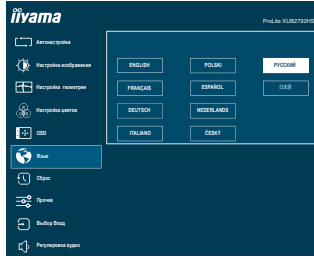 iiyama
ProLite XUB2792HS
Автонастройка
Настройка изображения
Настройка геометрии
Настройка цветов
OSD
Язык
Сброс
Прочее
Выбор Вход
Регулировка аудио
ENGLISH
POLSKI
РУССКИЙ
FRANÇAIS
ESPAÑOL
日本語
DEUTSCH
NEDERLANDS
ITALIANO
ČESKÝ